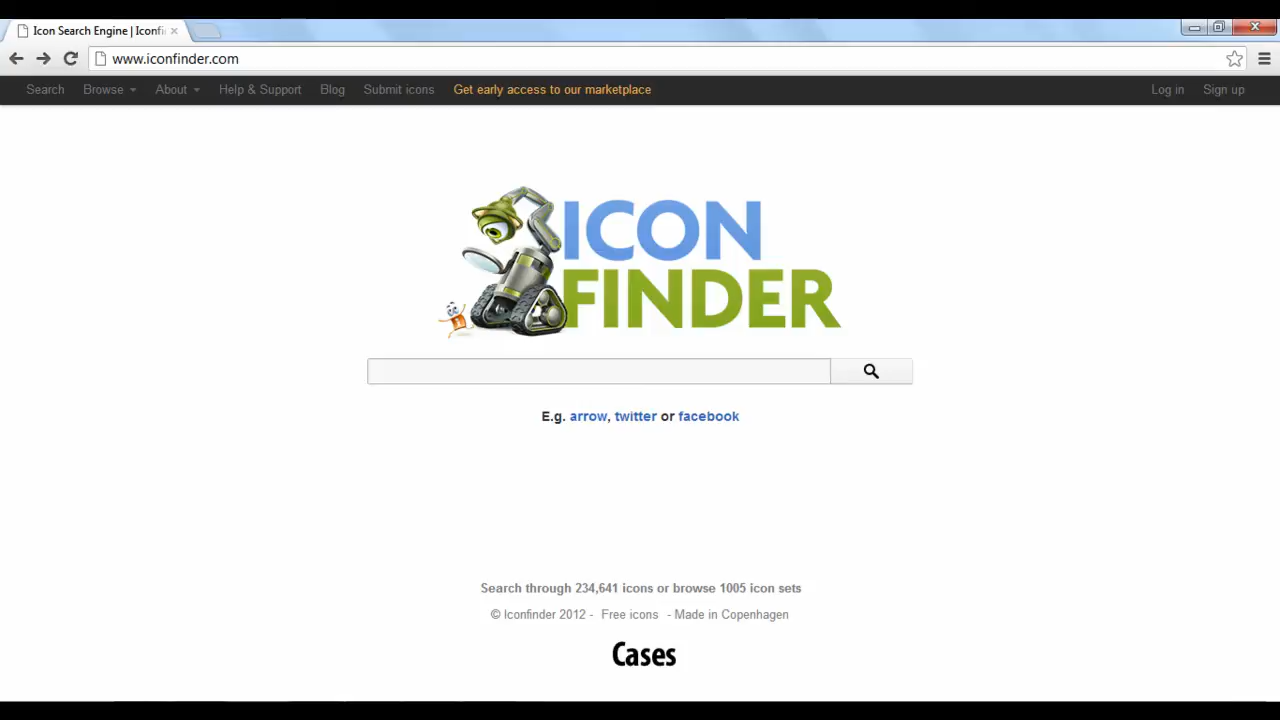 Icon Search Engine | Iconfi
www.iconfinder.com
Search Browse About Help & Support Blog Submit icons Get early access to our marketplace Log in Sign up
ICON
FINDER
E.g. arrow, twitter or facebook
Search through 234,641 icons or browse 1005 icon sets
© Iconfinder 2012 - Free icons - Made in Copenhagen
Cases